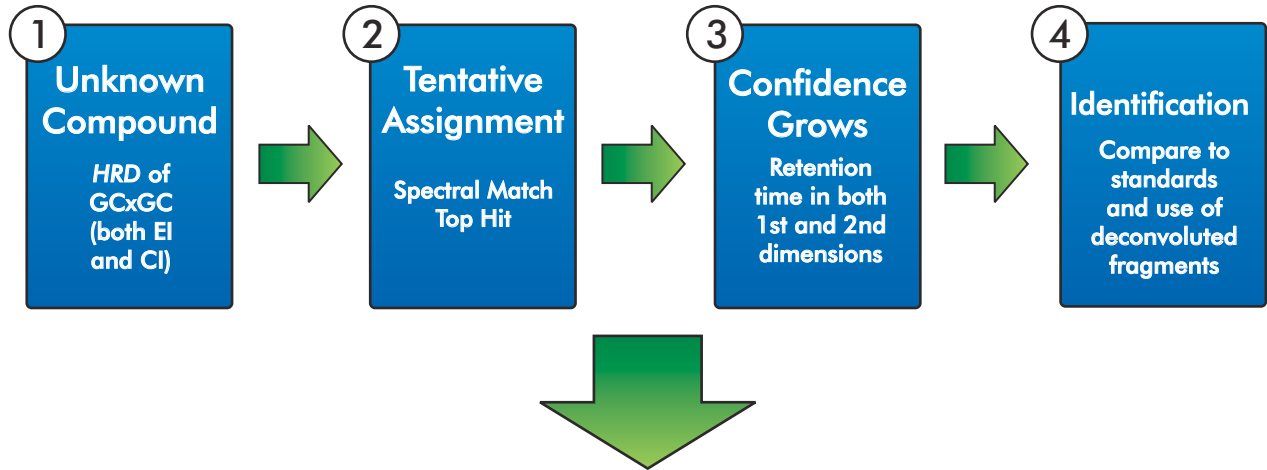 1
Unknown
Compound
HRD of
GCxGC
(both EI
and CI)
2
Tentative
Assignment
Spectral Match
Top Hit
3
Confidence
Grows
Retention
time in both
1st and 2nd
dimensions
4
Identification
Compare to
standards
and use of
deconvoluted
fragments